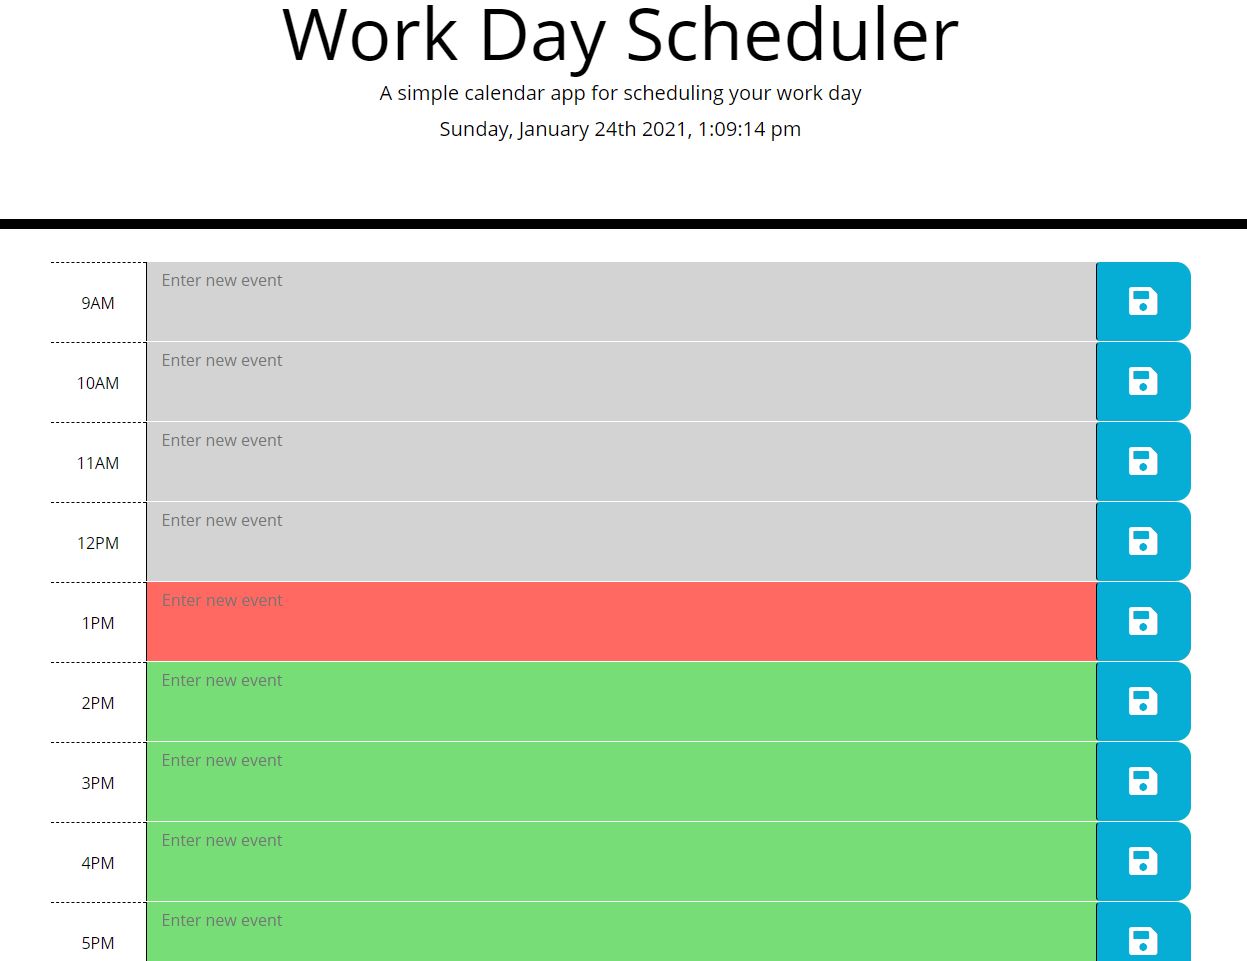 Work Day Scheduler
A simple calendar app for scheduling your work day
Sunday, January 24th 2021, 1:09:14 pm
9AM Enter new event
10AM Enter new event
11AM Enter new event
12PM Enter new event
1PM Enter new event
2PM Enter new event
3PM Enter new event
4PM Enter new event
5PM Enter new event